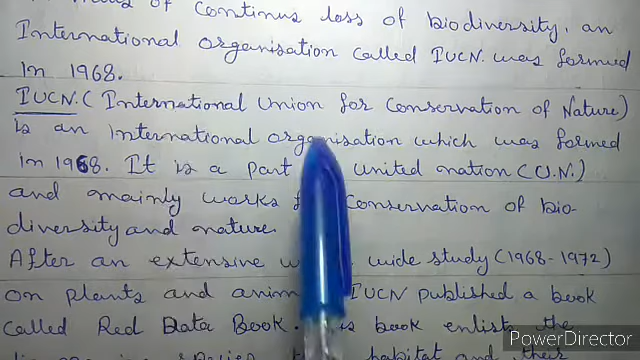 of continus loss of biodiversity, an
International organisation called IUCN. was formed
in 1968.
IUCN. (International Union for Conservation of Nature)
is an international organisation which was formed
in 1968. It is a part united nation (U.N.)
and mainly works Conservation of bio-
diversity and nature.
After an extensive wide study (1968-1972)
on plants and IUCN published a book
called Red Data Book. book enlists the
habitat and their
PowerDirector